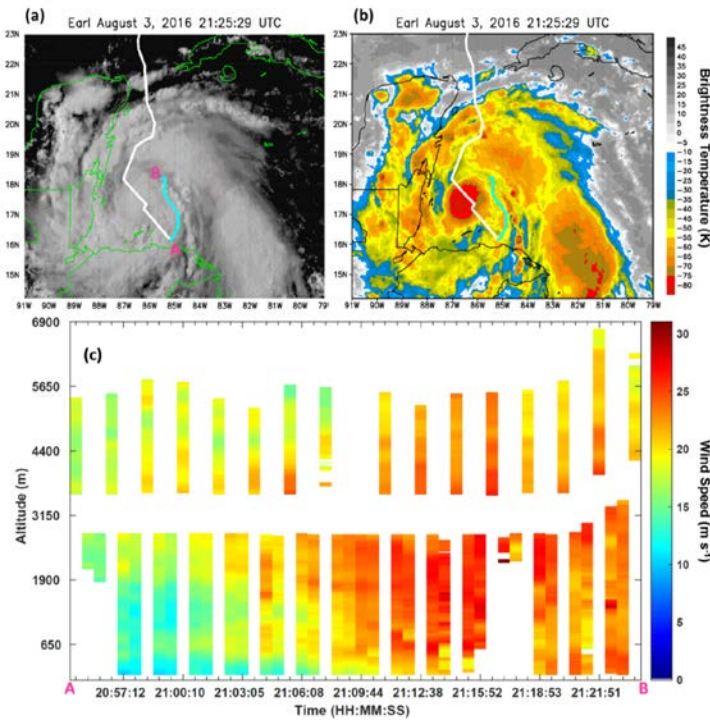 (a) Earl August 3, 2016 21:25:29 UTC
(b) Earl August 3, 2016 21:25:29 UTC
23N
22N
21N
20N
19N
18N
17N
16N
15N
B
A
91W 90W 89W 88W 87W 86W 85W 84W 83W 82W 81W 80W 79W
23N
22N
21N
20N
19N
18N
17N
16N
15N
91W 90W 89W 88W 87W 86W 85W 84W 83W 82W 81W 80W 79W
45
40
35
30
25
20
15
10
5
0
-5
-10
-15
-20
-25
-30
-35
-40
-45
-50
-55
-60
-65
-70
-75
-80
Brightness Temperature (K)
(c)
6900
5650
4400
3150
1900
650
Altitude (m)
A 20:57:12 21:00:10 21:03:05 21:06:08 21:09:44 21:12:38 21:15:52 21:18:53 21:21:51 B
Time (HH:MM:SS)
30
25
20
15
10
5
0
Wind Speed (m s⁻¹)